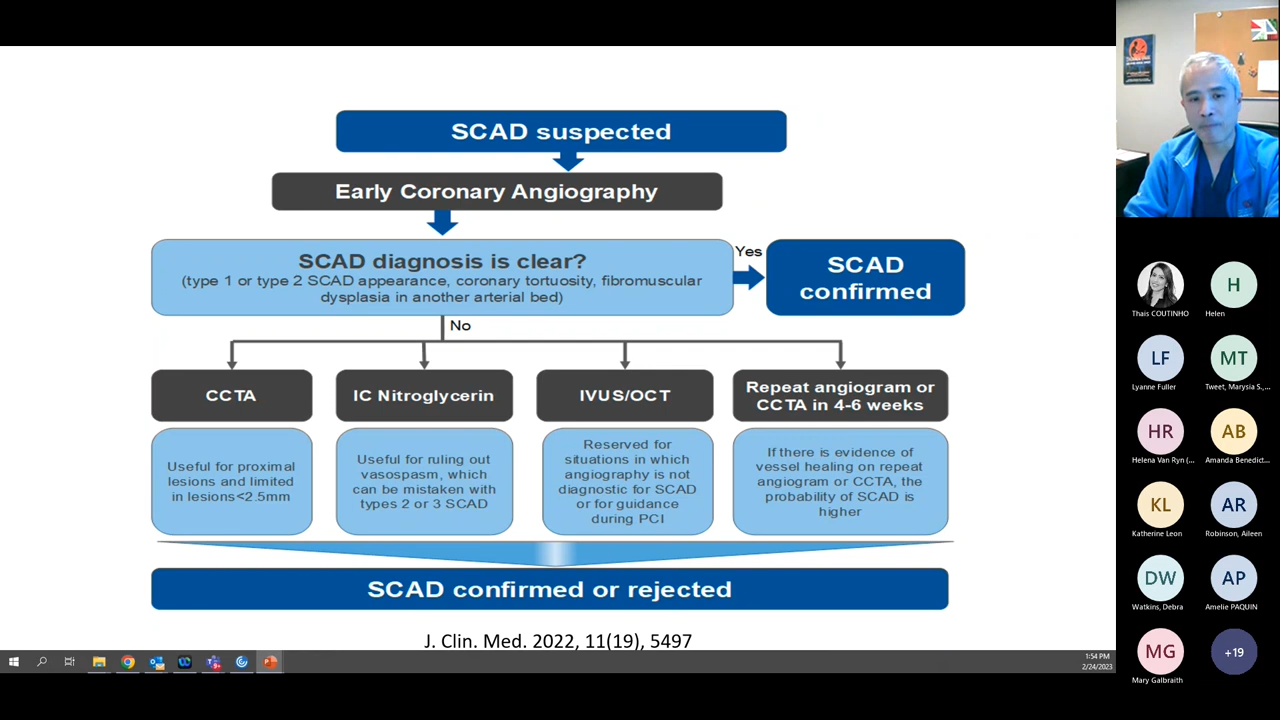 SCAD suspected
Early Coronary Angiography
SCAD diagnosis is clear?
(type 1 or type 2 SCAD appearance, coronary tortuosity, fibromuscular
dysplasia in another arterial bed)
Yes
SCAD
confirmed
No
CCTA
IC Nitroglycerin
IVUS/OCT
Repeat angiogram or
CCTA in 4-6 weeks
Useful for proximal
lesions and limited
in lesions<2.5mm
Useful for ruling out
vasospasm, which
can be mistaken with
types 2 or 3 SCAD
Reserved for
situations in which
angiography is not
diagnostic for SCAD
or for guidance
during PCI
If there is evidence of
vessel healing on repeat
angiogram or CCTA, the
probability of SCAD is
higher
SCAD confirmed or rejected
J. Clin. Med. 2022, 11(19), 5497
1:54 PM
2/24/2023
Thais COUTINHO
H
Helen
LF
Lyanne Fuller
MT
Tweet, Marysia S.,...
HR
Helena Van Ryn (...
AB
Amanda Benedict...
KL
Katherine Leon
AR
Robinson, Aileen
DW
Watkins, Debra
AP
Amelie PAQUIN
MG
Mary Galbraith
+19